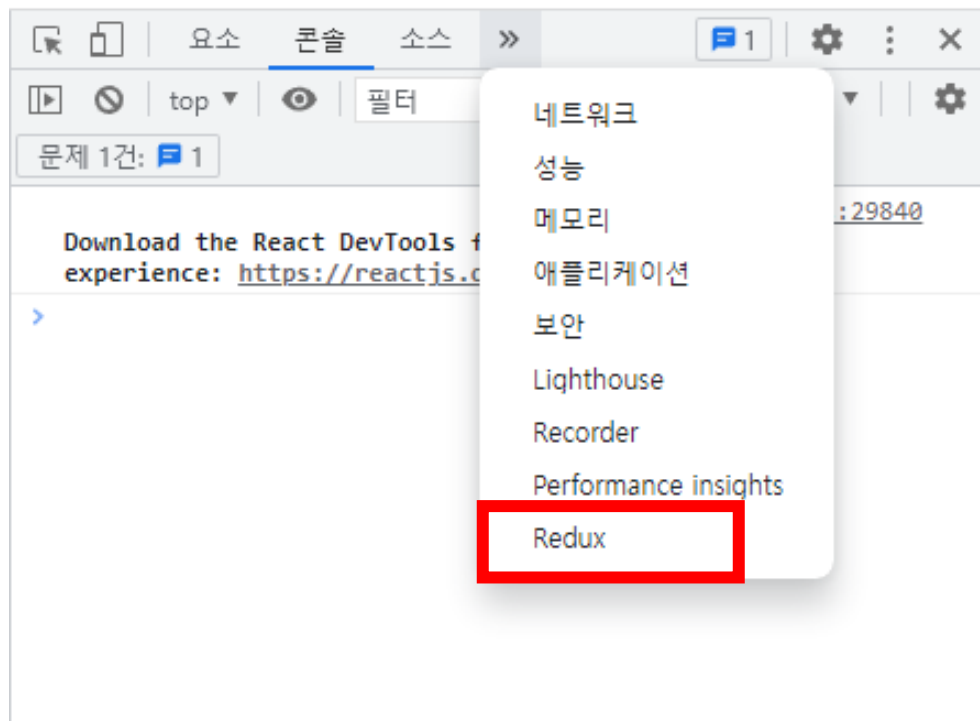 요소 콘솔 소스 » 1
top ▼ 필터 ▼
문제 1건: 1
:29840
Download the React DevTools f
experience: https://reactjs.c
>
네트워크
성능
메모리
애플리케이션
보안
Lighthouse
Recorder
Performance insights
Redux